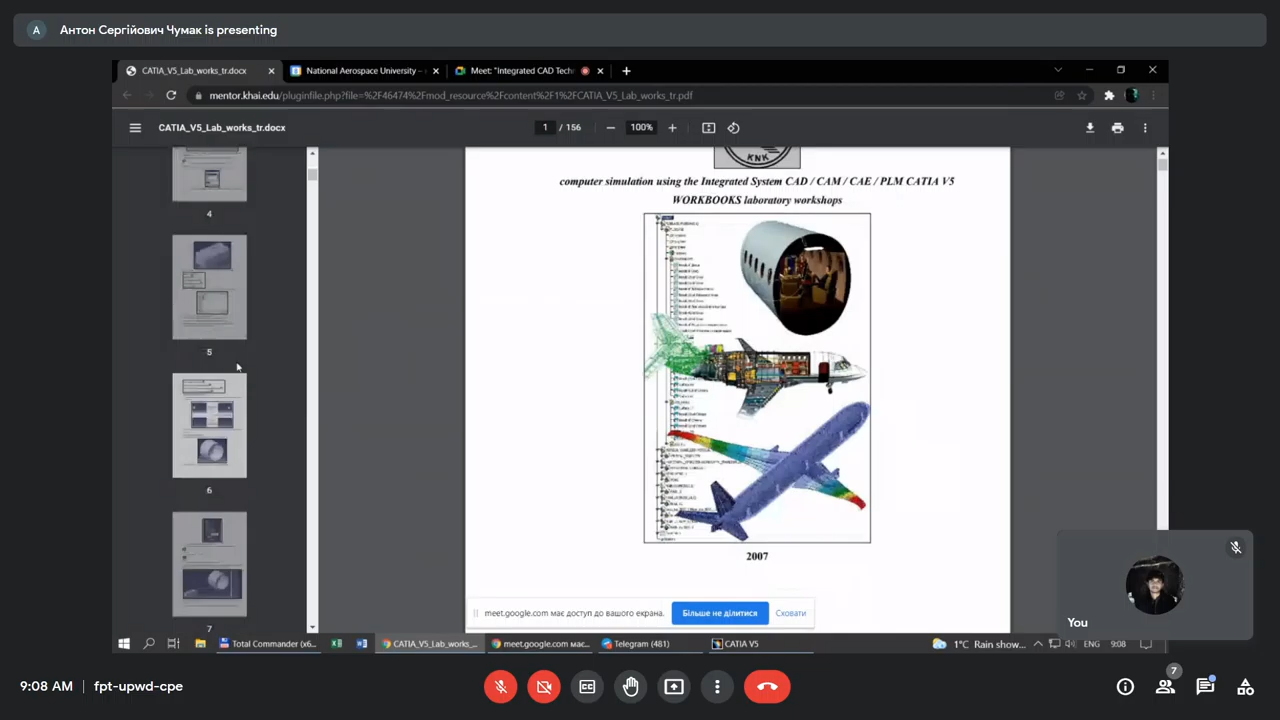 A
Антон Сергійович Чумак is presenting
CATIA_V5_Lab_works_tr.docx
National Aerospace University –
Meet: "Integrated CAD Tech
mentor.khai.edu/pluginfile.php?file=%2F46474%2Fmod_resource%2Fcontent%2F1%2FCATIA_V5_Lab_works_tr.pdf
CATIA_V5_Lab_works_tr.docx
1 / 156
100%
4
5
6
7
KNK
computer simulation using the Integrated System CAD / CAM / CAE / PLM CATIA V5
WORKBOOKS laboratory workshops
2007
meet.google.com має доступ до вашого екрана.
Більше не ділитися
Сховати
You
Total Commander (x6...
CATIA_V5_Lab_works_...
meet.google.com має...
Telegram (481)
CATIA V5
1°C Rain show...
ENG
9:08
9:08 AM | fpt-upwd-cpe
7